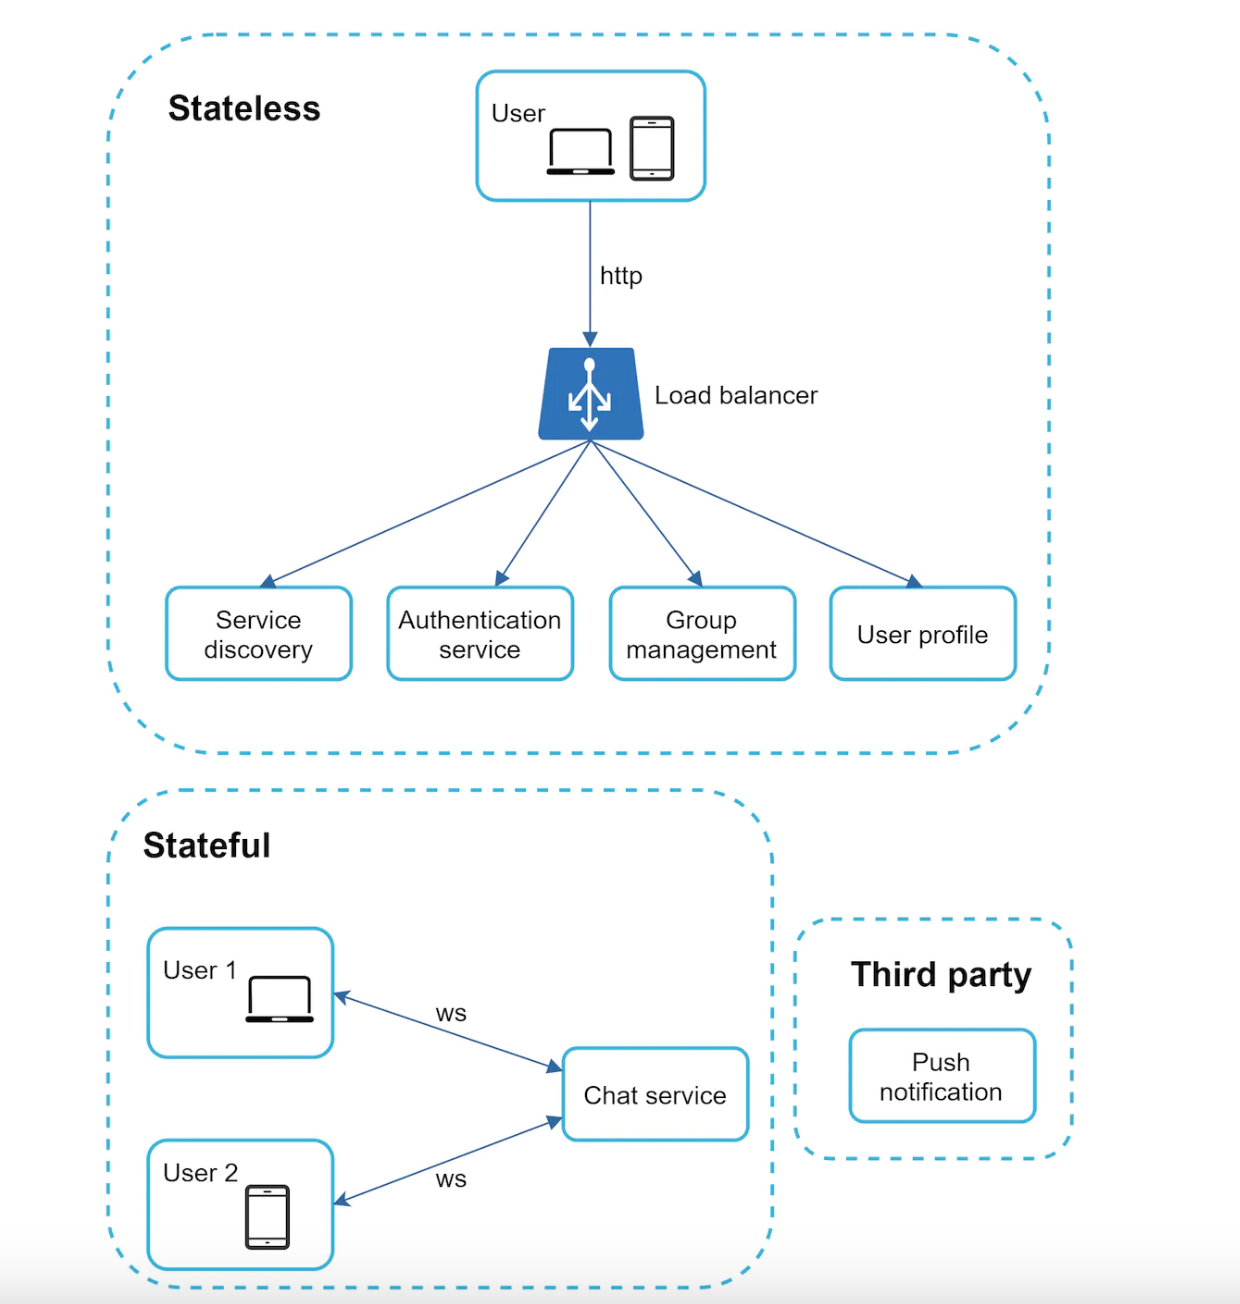 Stateless
User
http
Load balancer
Service
discovery
Authentication
service
Group
management
User profile
Stateful
User 1
ws
Chat service
User 2
ws
Third party
Push
notification